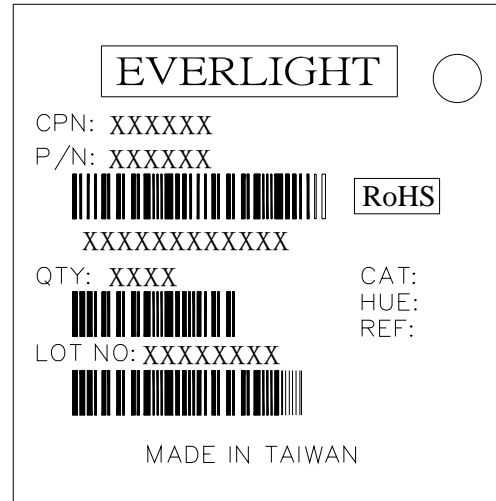 EVERLIGHT
CPN: XXXXXX
P/N: XXXXXX
RoHS
XXXXXXXXXXXX
QTY: XXXX
CAT:
HUE:
REF:
LOT NO: XXXXXXXX
MADE IN TAIWAN